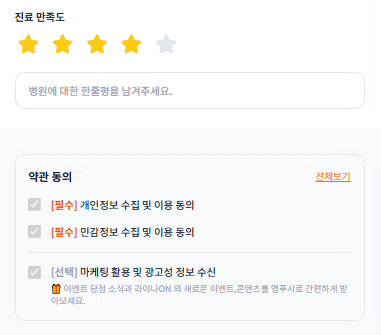 진료 만족도
병원에 대한 한줄평을 남겨주세요.
약관 동의 전체보기
[필수] 개인정보 수집 및 이용 동의
[필수] 민감정보 수집 및 이용 동의
[선택] 마케팅 활용 및 광고성 정보 수신
이벤트 당첨 소식과 라이나ON 의 새로운 이벤트,콘텐츠를 앱푸시로 간편하게 받
아보세요.